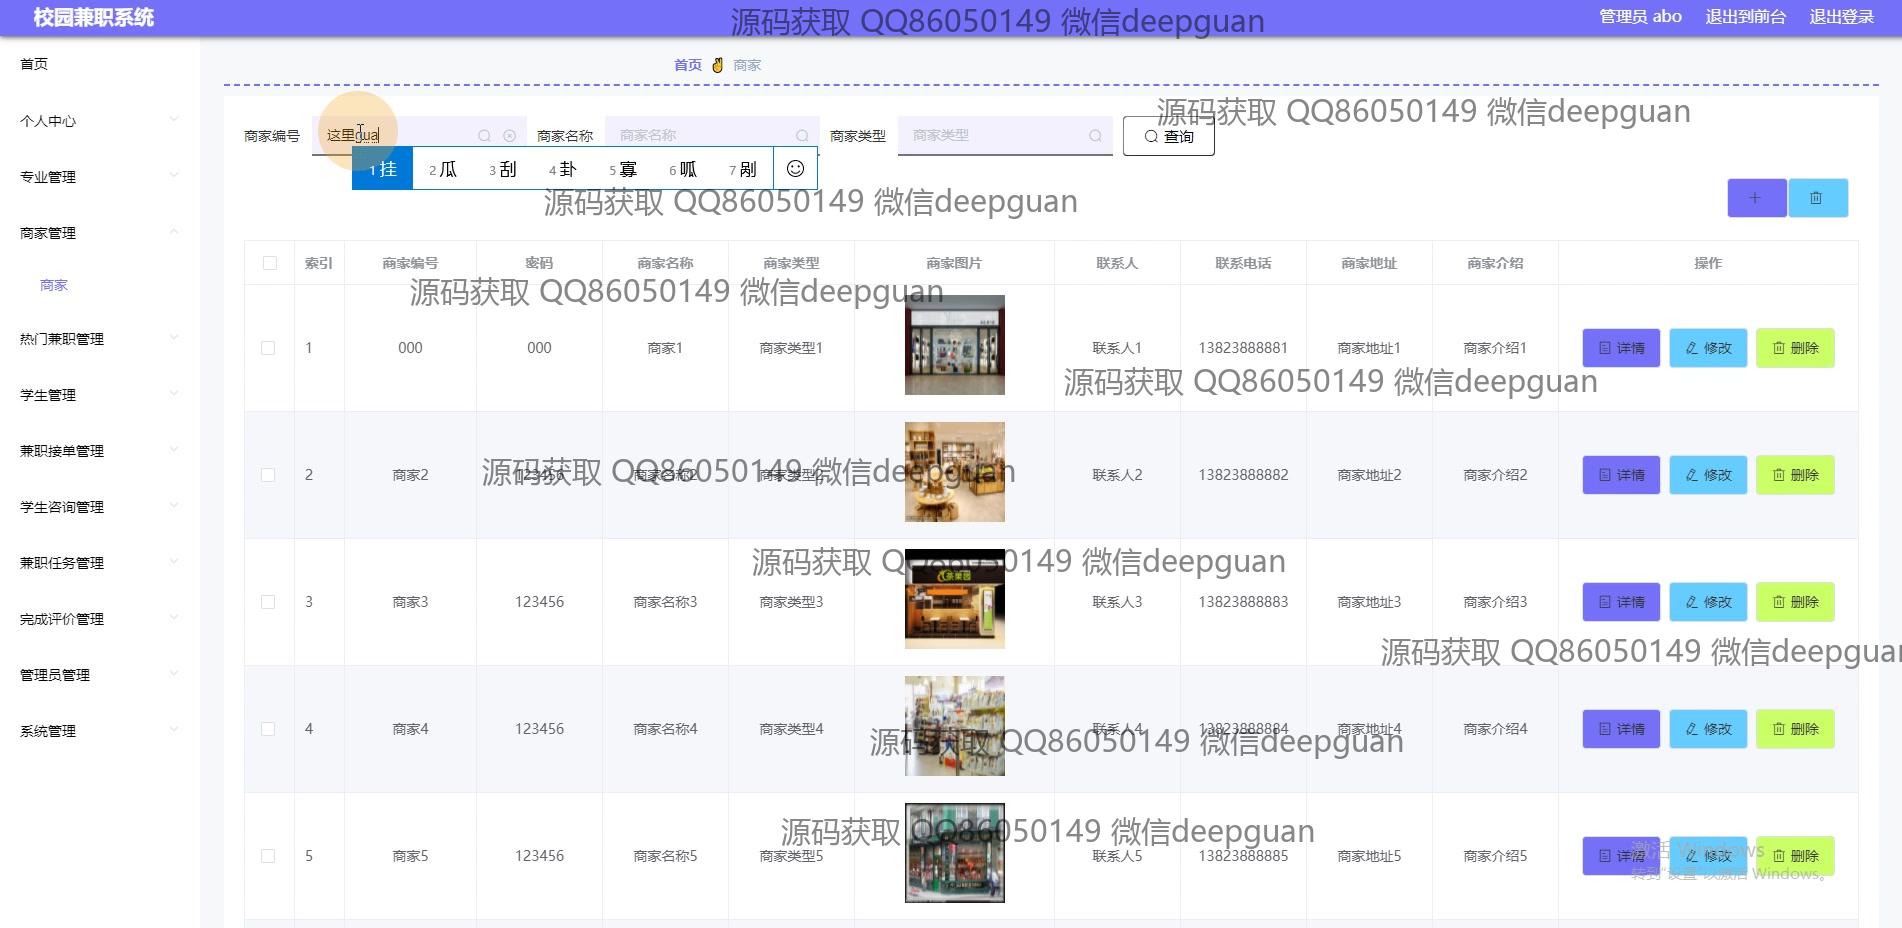 校园兼职系统
源码获取 QQ86050149 微信deepguan
管理员 abo 退出到前台 退出登录
首页
个人中心
专业管理
商家管理
商家
热门兼职管理
学生管理
兼职接单管理
学生咨询管理
兼职任务管理
完成评价管理
管理员管理
系统管理
首页 商家
源码获取 QQ86050149 微信deepguan
商家编号 这里gua 商家名称 商家名称 商家类型 商家类型 查询
1 挂 2 瓜 3 刮 4 卦 5 寡 6 呱 7 剐
源码获取 QQ86050149 微信deepguan
索引 商家编号 密码 商家名称 商家类型 商家图片 联系人 联系电话 商家地址 商家介绍 操作
源码获取 QQ86050149 微信deepguan
1 000 000 商家1 商家类型1 联系人1 13823888881 商家地址1 商家介绍1 详情 修改 删除
源码获取 QQ86050149 微信deepguan
2 商家2 123456 商家名称2 商家类型2 联系人2 13823888882 商家地址2 商家介绍2 详情 修改 删除
源码获取 QQ86050149 微信deepguan
源码获取 QQ86050149 微信deepguan
茶果园
3 商家3 123456 商家名称3 商家类型3 联系人3 13823888883 商家地址3 商家介绍3 详情 修改 删除
源码获取 QQ86050149 微信deepguan
4 商家4 123456 商家名称4 商家类型4 联系人4 13823888884 商家地址4 商家介绍4 详情 修改 删除
源码获取 QQ86050149 微信deepguan
源码获取 QQ86050149 微信deepguan
5 商家5 123456 商家名称5 商家类型5 联系人5 13823888885 商家地址5 商家介绍5 详情 修改 删除
激活 Windows
转到"设置"以激活 Windows。